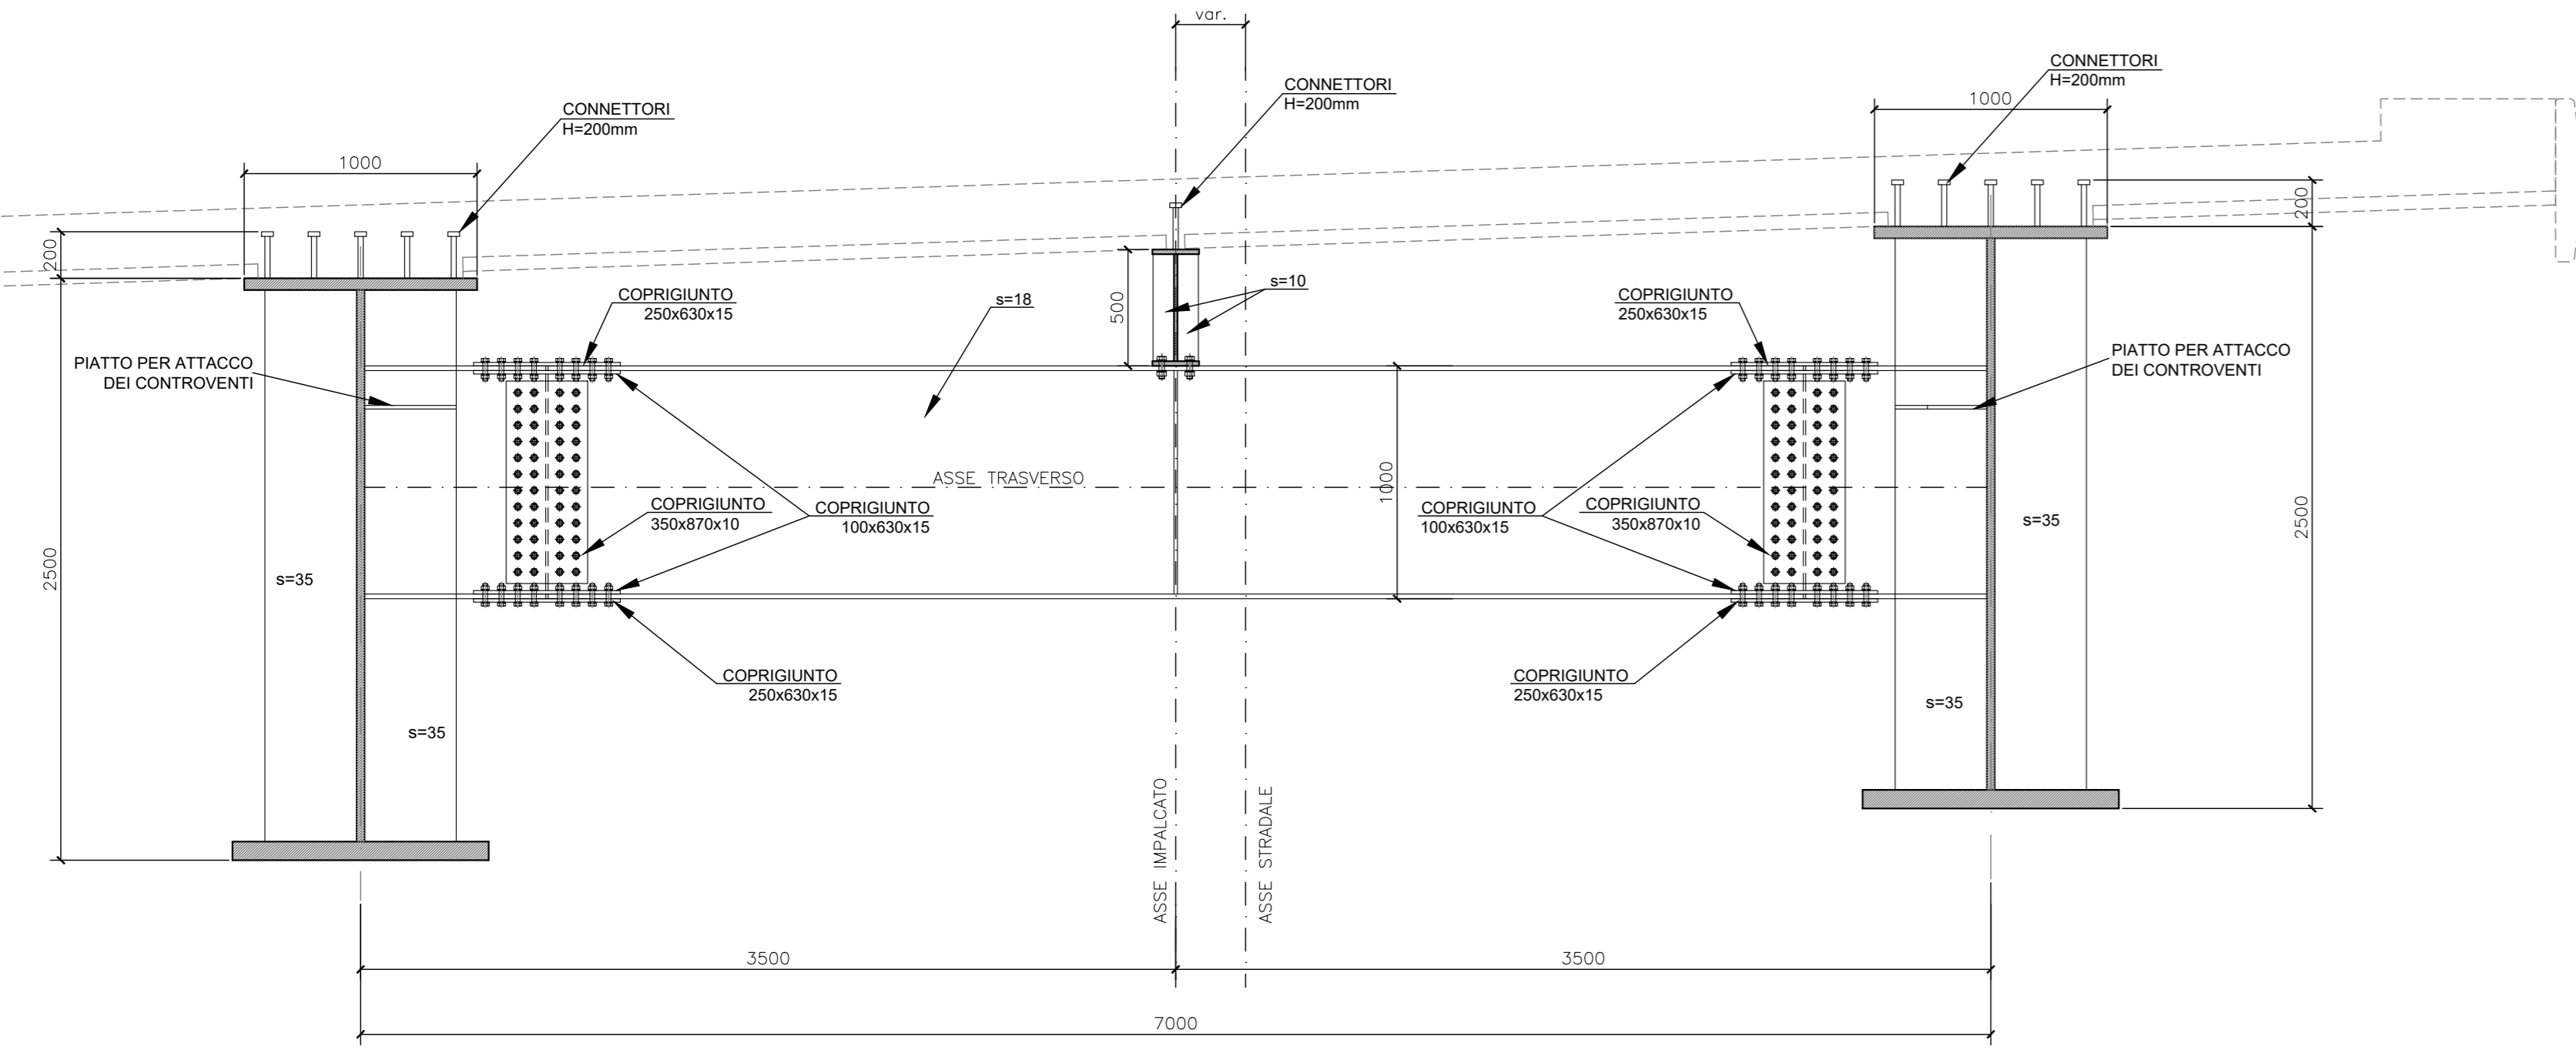 var.
CONNETTORI
H=200mm
CONNETTORI
H=200mm
CONNETTORI
H=200mm
1000
1000
200
200
500
s=10
s=18
COPRIGIUNTO
250x630x15
COPRIGIUNTO
250x630x15
PIATTO PER ATTACCO
DEI CONTROVENTI
PIATTO PER ATTACCO
DEI CONTROVENTI
ASSE TRASVERSO
1000
COPRIGIUNTO
350x870x10
COPRIGIUNTO
100x630x15
COPRIGIUNTO
100x630x15
COPRIGIUNTO
350x870x10
s=35
2500
2500
s=35
COPRIGIUNTO
250x630x15
COPRIGIUNTO
250x630x15
s=35
s=35
ASSE IMPALCATO
ASSE STRADALE
3500
3500
7000